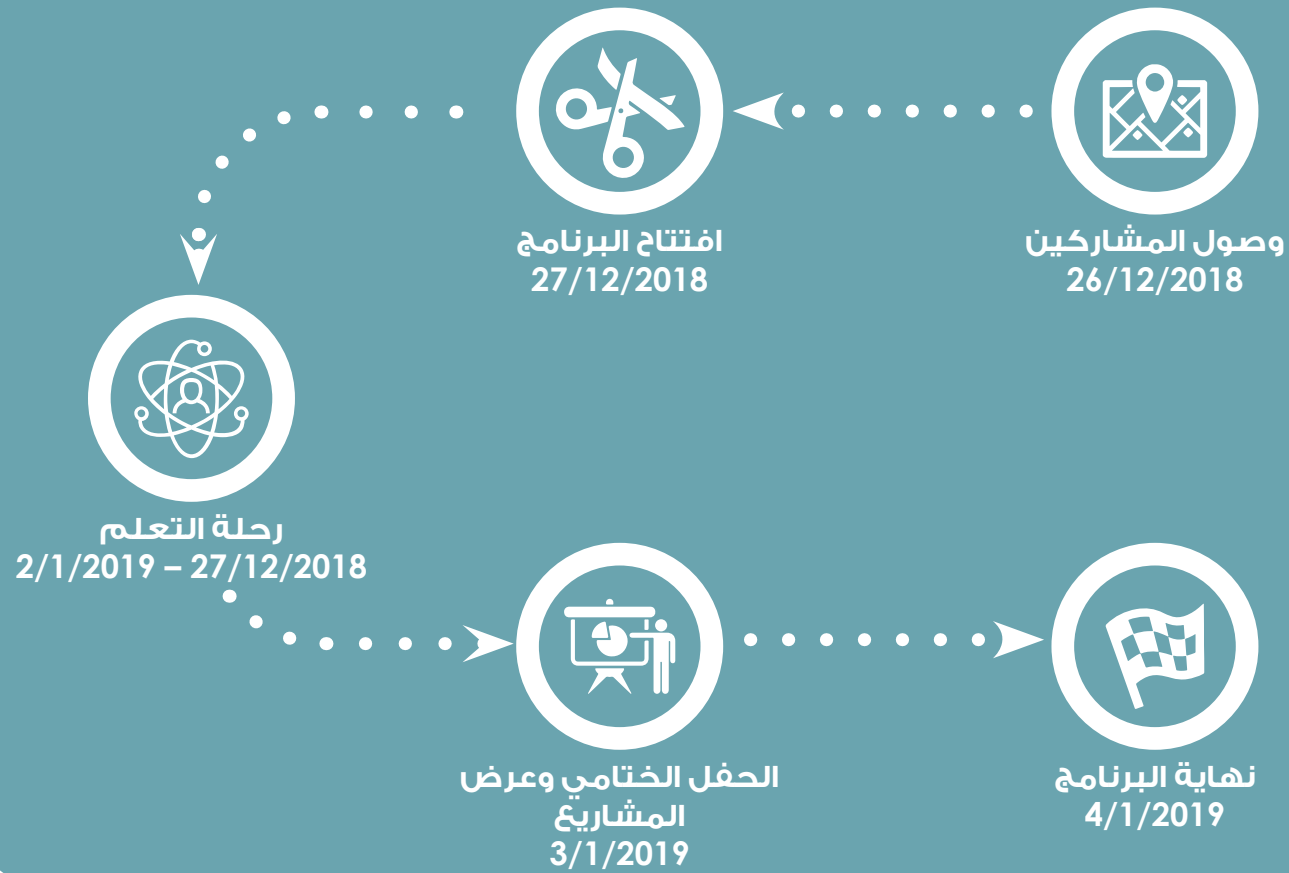 وصول المشاركين
26/12/2018
افتتاح البرنامج
27/12/2018
رحلة التعلم
27/12/2018 – 2/1/2019
الحفل الختامي وعرض
المشاريع
3/1/2019
نهاية البرنامج
4/1/2019